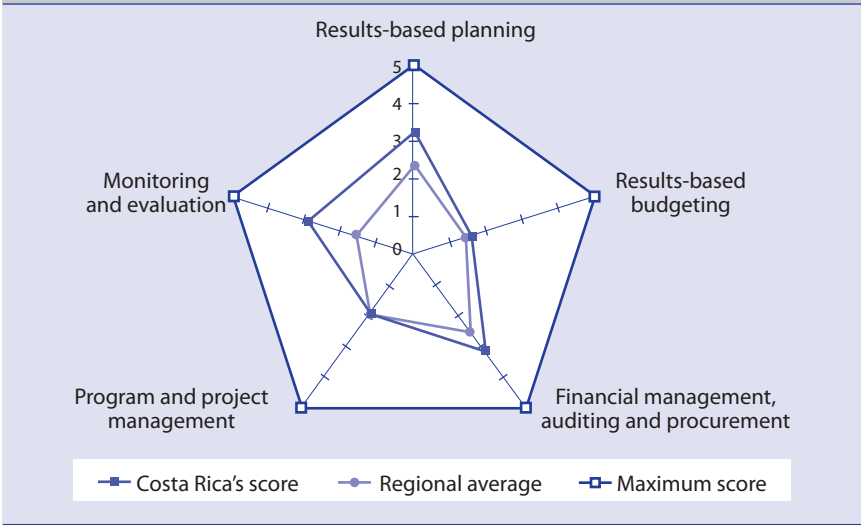 Results-based planning
5
4
3
2
1
0
Monitoring
and evaluation
Results-based
budgeting
Program and project
management
Financial management,
auditing and procurement
Costa Rica's score
Regional average
Maximum score